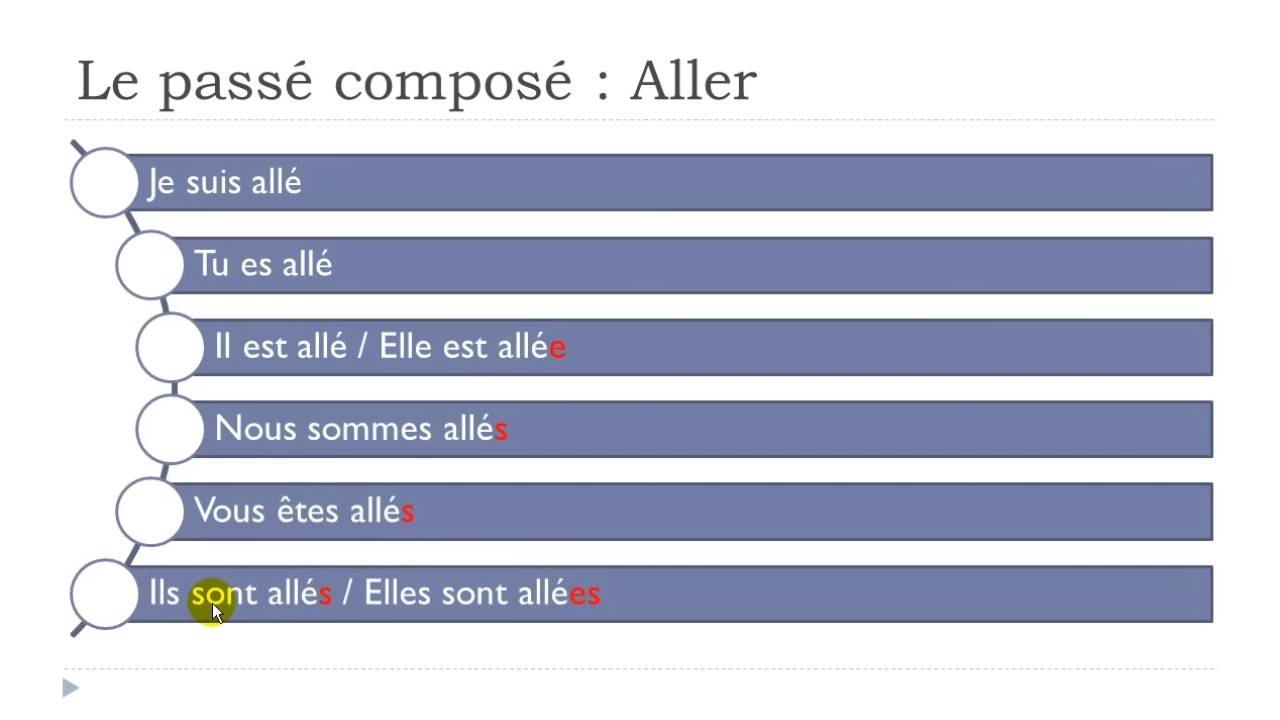 Le passé composé : Aller
Je suis allé
Tu es allé
Il est allé / Elle est allée
Nous sommes allés
Vous êtes allés
Ils sont allés / Elles sont allées